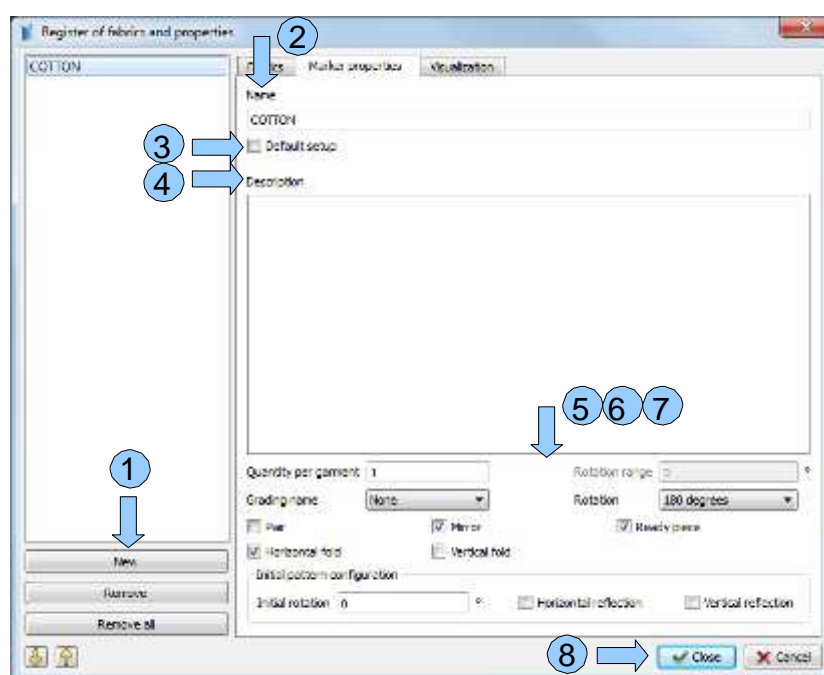 Register of fabrics and properties
2
COTTON
Marker properties Visualization
Name
COTTON
3
Default setup
4
Description
5 6 7
1
Quantity per garment 1 Rotation range °
Grading name None Rotation 180 degrees
Pair Mirror Ready piece
Horizontal fold Vertical fold
New
Initial pattern configuration
Remove
Initial rotation 0 ° Horizontal reflection Vertical reflection
Remove all
8
Close Cancel